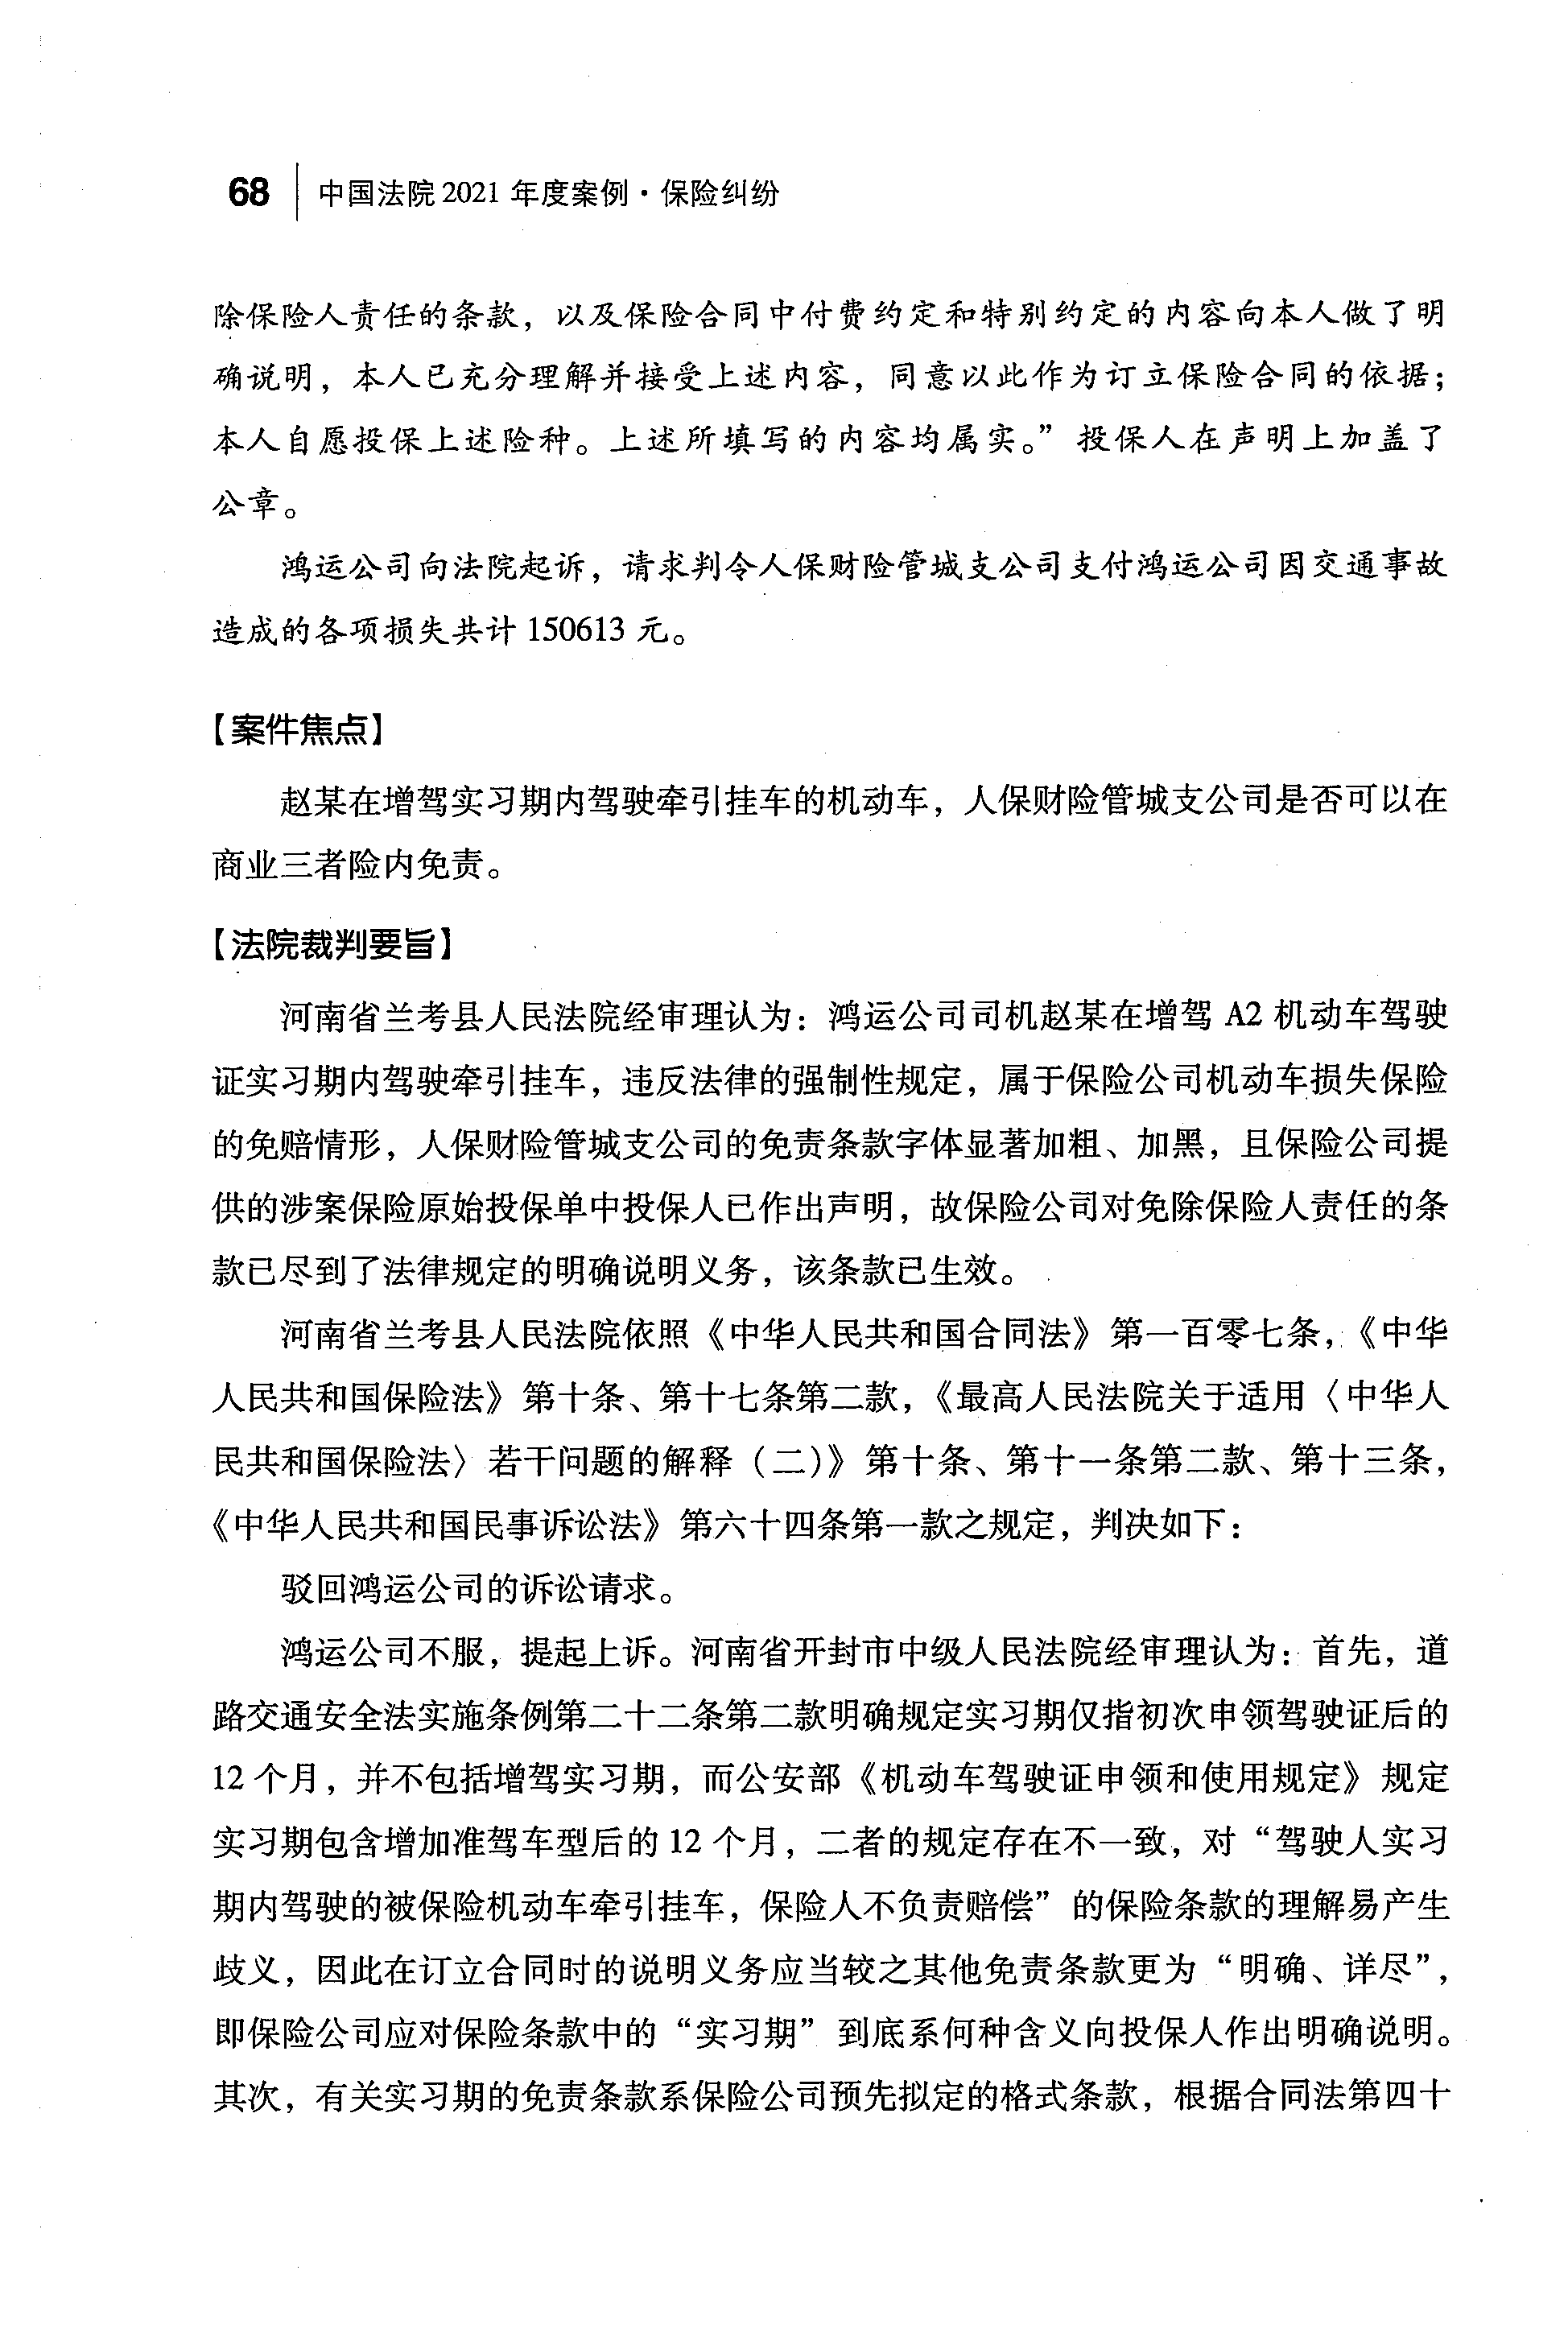 68 中国法院 2021 年度案例·保险纠纷
除保险人责任的条款，以及保险合同中付费约定和特别约定的内容向本人做了明
确说明，本人已充分理解并接受上述内容，同意以此作为订立保险合同的依据；
本人自愿投保上述险种。上述所填写的内容均属实。”投保人在声明上加盖了
公章。
鸿运公司向法院起诉，请求判令人保财险管城支公司支付鸿运公司因交通事故
造成的各项损失共计 150613 元。
【案件焦点】
赵某在增驾实习期内驾驶牵引挂车的机动车，人保财险管城支公司是否可以在
商业三者险内免责。
【法院裁判要旨】
河南省兰考县人民法院经审理认为：鸿运公司司机赵某在增驾 A2 机动车驾驶
证实习期内驾驶牵引挂车，违反法律的强制性规定，属于保险公司机动车损失保险
的免赔情形，人保财险管城支公司的免责条款字体显著加粗、加黑，且保险公司提
供的涉案保险原始投保单中投保人已作出声明，故保险公司对免除保险人责任的条
款已尽到了法律规定的明确说明义务，该条款已生效。
河南省兰考县人民法院依照《中华人民共和国合同法》第一百零七条，《中华
人民共和国保险法》第十条、第十七条第二款，《最高人民法院关于适用〈中华人
民共和国保险法〉若干问题的解释（二）》第十条、第十一条第二款、第十三条，
《中华人民共和国民事诉讼法》第六十四条第一款之规定，判决如下：
驳回鸿运公司的诉讼请求。
鸿运公司不服，提起上诉。河南省开封市中级人民法院经审理认为：首先，道
路交通安全法实施条例第二十二条第二款明确规定实习期仅指初次申领驾驶证后的
12 个月，并不包括增驾实习期，而公安部《机动车驾驶证申领和使用规定》规定
实习期包含增加准驾车型后的 12 个月，二者的规定存在不一致，对“驾驶人实习
期内驾驶的被保险机动车牵引挂车，保险人不负责赔偿”的保险条款的理解易产生
歧义，因此在订立合同时的说明义务应当较之其他免责条款更为“明确、详尽”，
即保险公司应对保险条款中的“实习期”到底系何种含义向投保人作出明确说明。
其次，有关实习期的免责条款系保险公司预先拟定的格式条款，根据合同法第四十